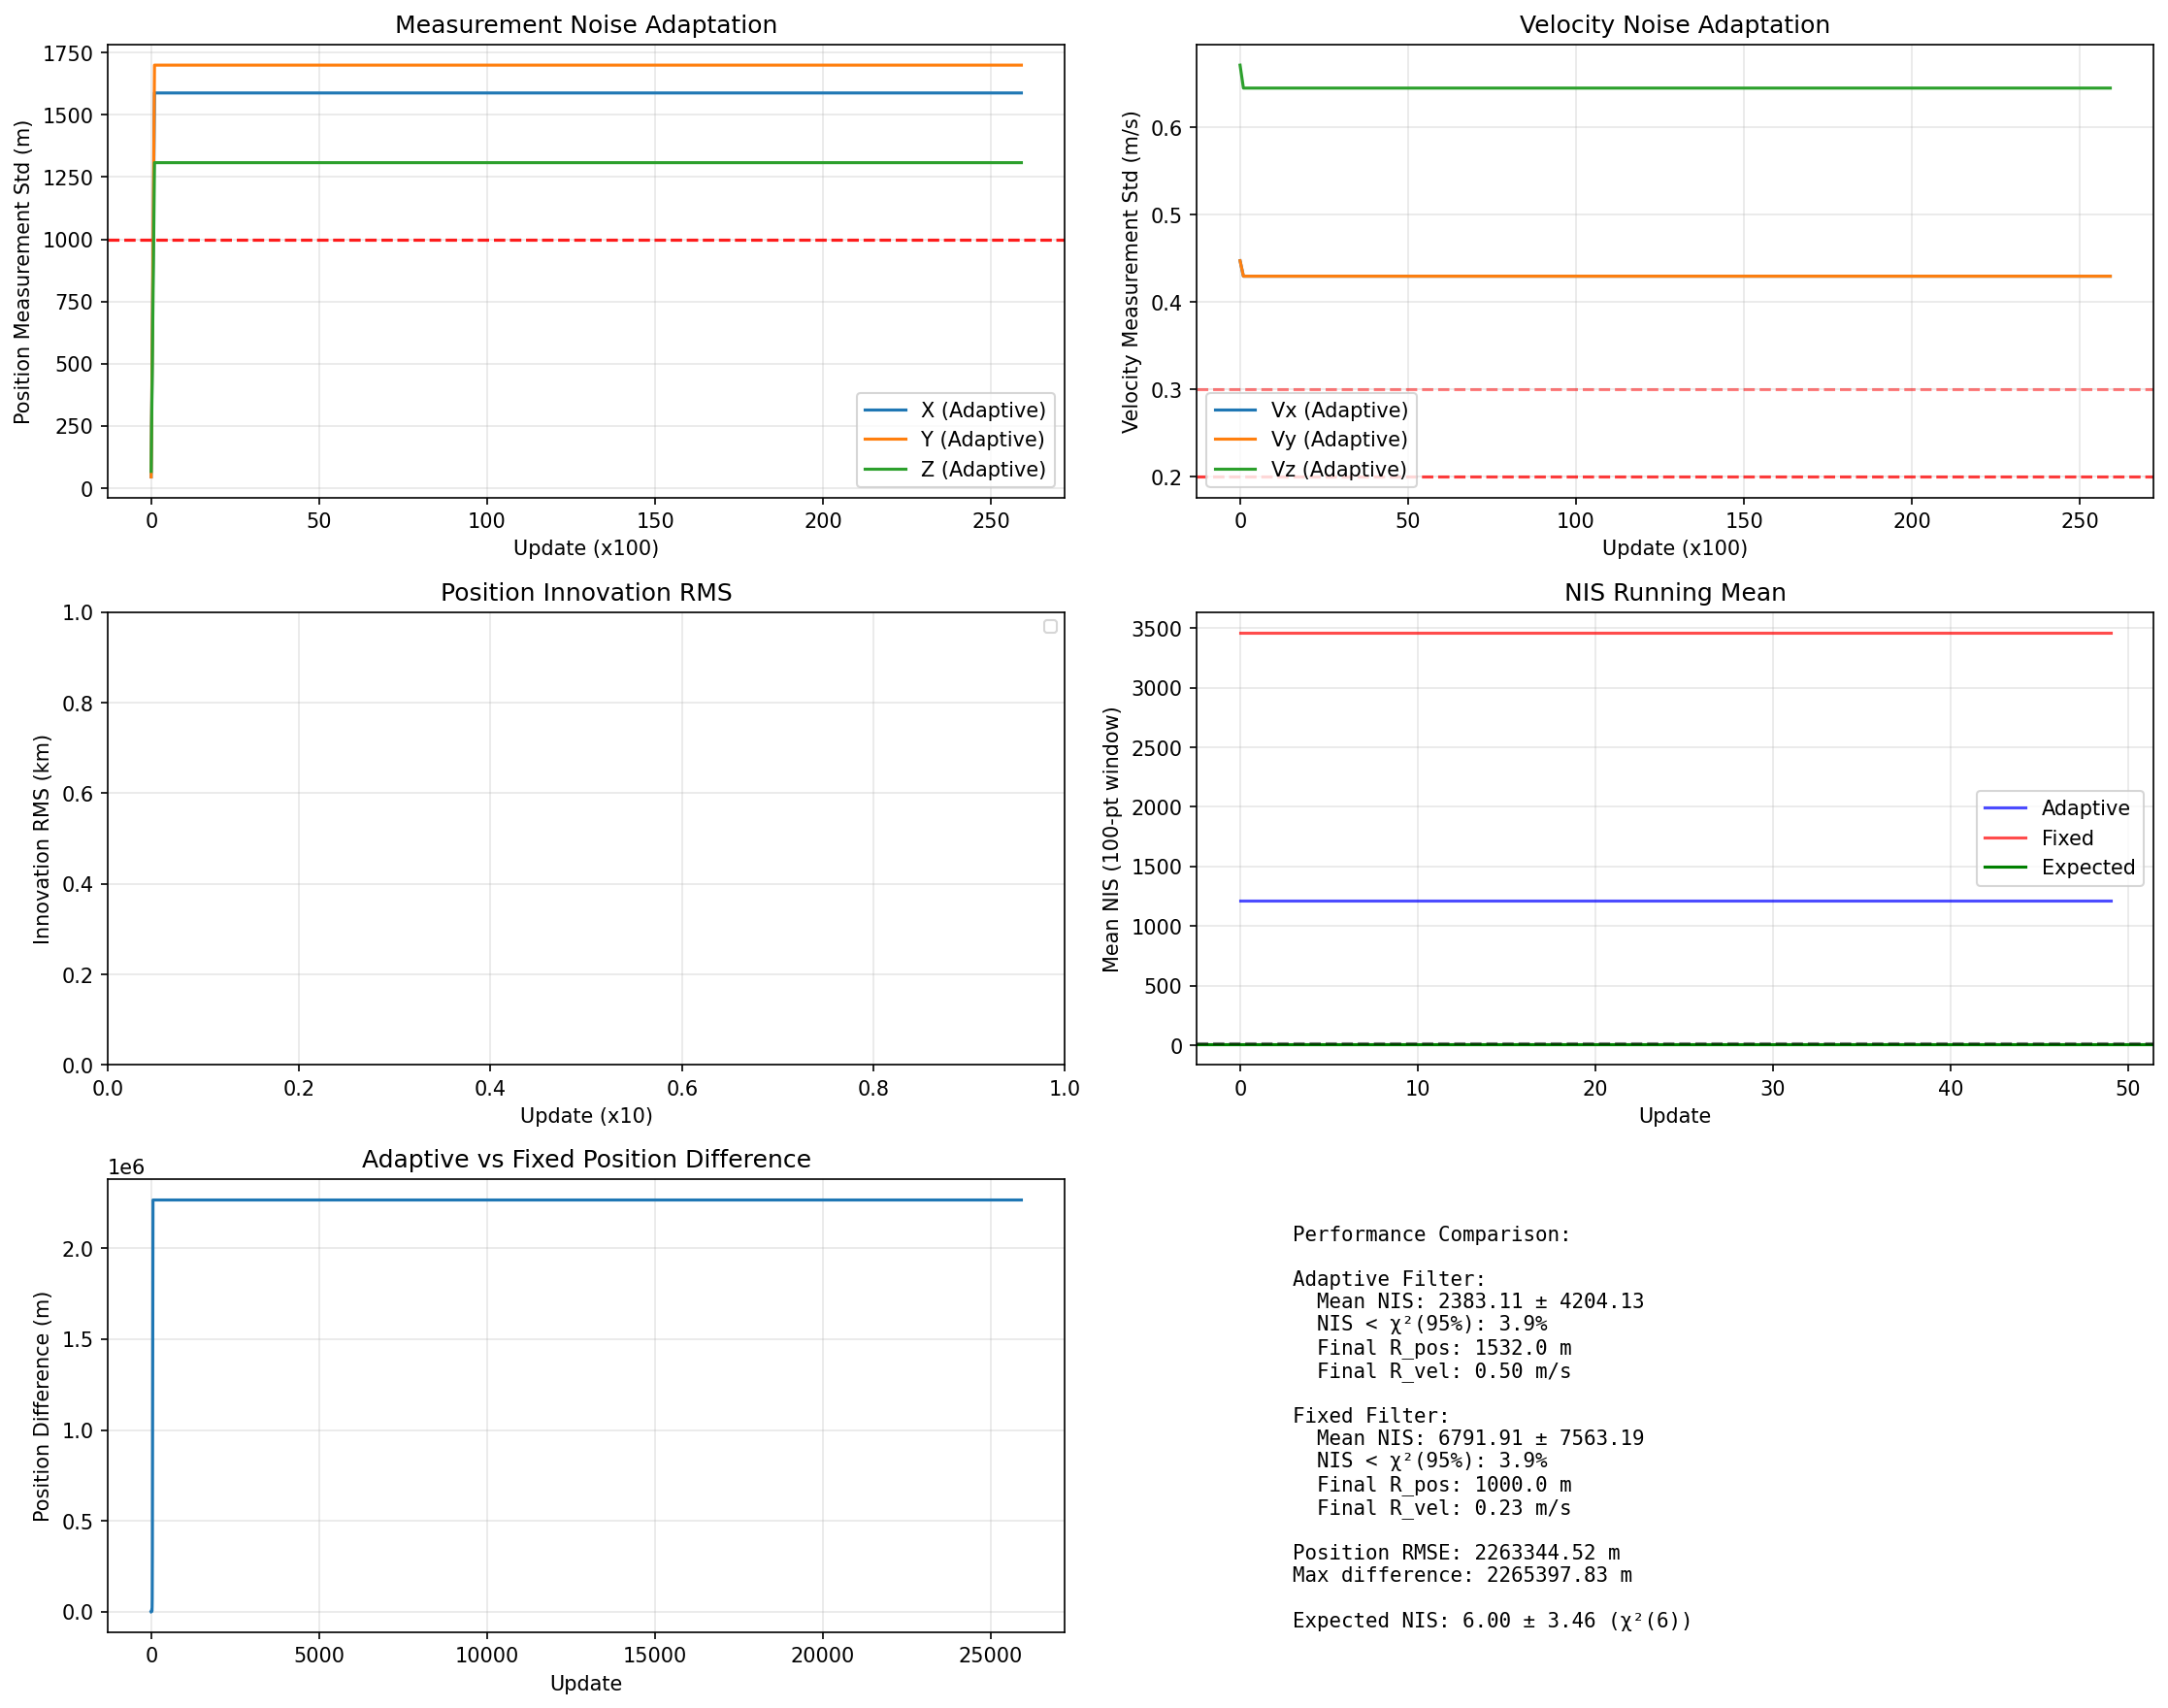 Measurement Noise Adaptation
Position Measurement Std (m)
1750
1500
1250
1000
750
500
250
0
X (Adaptive)
Y (Adaptive)
Z (Adaptive)
0 50 100 150 200 250
Update (x100)
Velocity Noise Adaptation
Velocity Measurement Std (m/s)
0.6
0.5
0.4
0.3
0.2
Vx (Adaptive)
Vy (Adaptive)
Vz (Adaptive)
0 50 100 150 200 250
Update (x100)
Position Innovation RMS
Innovation RMS (km)
1.0
0.8
0.6
0.4
0.2
0.0
0.0 0.2 0.4 0.6 0.8 1.0
Update (x10)
NIS Running Mean
Mean NIS (100-pt window)
3500
3000
2500
2000
1500
1000
500
0
Adaptive
Fixed
Expected
0 10 20 30 40 50
Update
Adaptive vs Fixed Position Difference
1e6
Position Difference (m)
2.0
1.5
1.0
0.5
0.0
0 5000 10000 15000 20000 25000
Update
Performance Comparison:
Adaptive Filter:
Mean NIS: 2383.11 ± 4204.13
NIS < χ²(95%): 3.9%
Final R_pos: 1532.0 m
Final R_vel: 0.50 m/s
Fixed Filter:
Mean NIS: 6791.91 ± 7563.19
NIS < χ²(95%): 3.9%
Final R_pos: 1000.0 m
Final R_vel: 0.23 m/s
Position RMSE: 2263344.52 m
Max difference: 2265397.83 m
Expected NIS: 6.00 ± 3.46 (χ²(6))